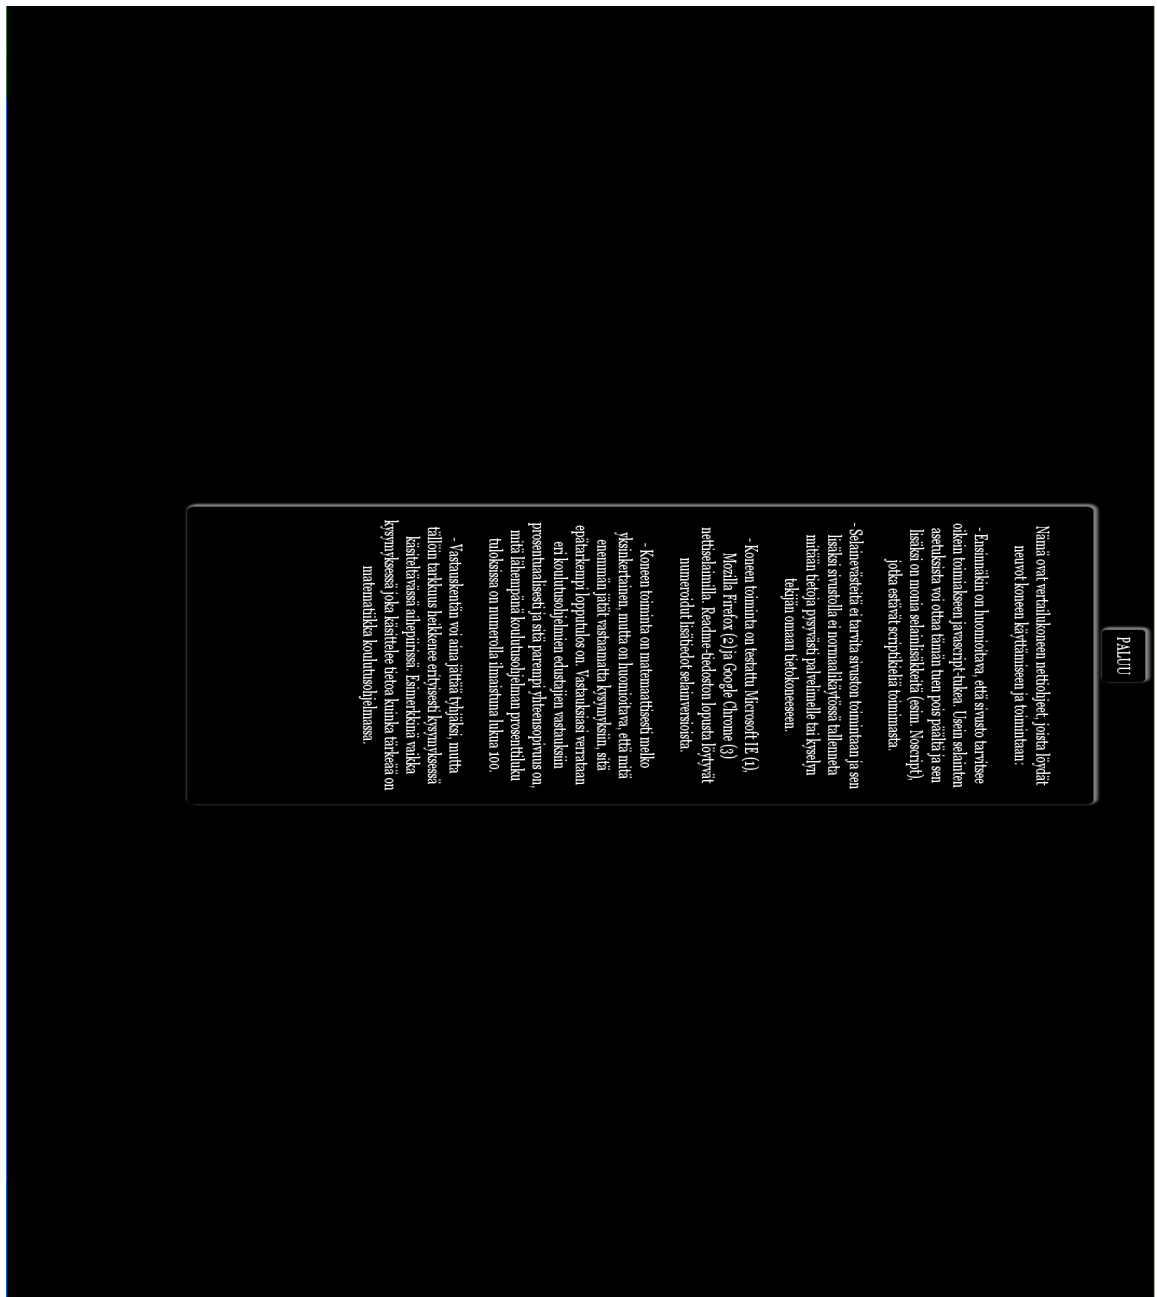 PALUU
Nämä ovat vertailukoneen nettiohjeet, joista löydät
neuvot koneen käyttämiseen ja toimintaan:
- Ensinnäkin on huomioitava, että sivusto tarvitsee
oikein toimiakseen javascript-tukea. Usein selainten
asetuksista voi ottaa tämän tuen pois päältä ja sen
lisäksi on monia selainlisäkkeitä (esim. Noscript),
jotka estävät scriptikieliä toimimasta.
- Selainevästeitä ei tarvita sivuston toimintaan ja sen
lisäksi sivustolla ei normaalikäytössä tallenneta
mitään tietoja pysyvästi palvelimelle tai kyselyn
tekijän omaan tietokoneeseen.
- Koneen toiminta on testattu Microsoft IE (1),
Mozilla Firefox (2) ja Google Chrome (3)
nettiselaimilla. Readme-tiedoston lopusta löytyvät
numeroidut lisätiedot selainversioista.
- Koneen toiminta on matemaattisesti melko
yksinkertainen, mutta on huomioitava, että mitä
enemmän jätät vastaamatta kysymyksiin, sitä
epätarkempi lopputulos on. Vastauksiasi verrataan
eri koulutusohjelmien edustajien vastauksiin
prosentuaalisesti ja sitä parempi yhteensopivuus on,
mitä lähempänä koulutusohjelman prosenttiluku
tuloksissa on numerolla ilmaistuna lukua 100.
- Vastauskentän voi aina jättää tyhjäksi, mutta
tällöin tarkkuus heikkenee erityisesti kysymyksessä
käsiteltävässä aihepiirissä. Esimerkkinä vaikka
kysymyksessä joka käsittelee tietoa kuinka tärkeää on
matematiikka koulutusohjelmassa.